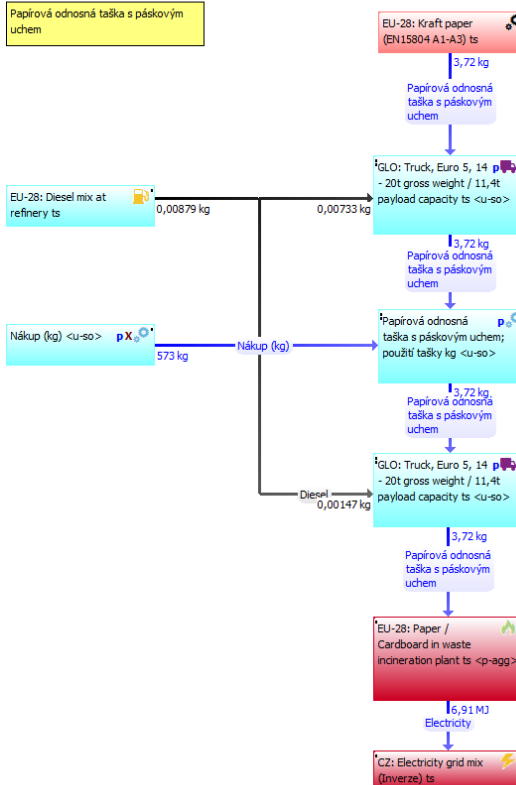 Papírová odnosná taška s páskovým
uchem
EU-28: Kraft paper
(EN15804 A1-A3) ts
3,72 kg
Papírová odnosná
taška s páskovým
uchem
GLO: Truck, Euro 5, 14 p
- 20t gross weight / 11,4t
payload capacity ts <u-so>
EU-28: Diesel mix at
refinery ts
0,00879 kg
0,00733 kg
3,72 kg
Papírová odnosná
taška s páskovým
uchem
Nákup (kg) <u-so> pX
573 kg
Nákup (kg)
Papírová odnosná p
taška s páskovým uchem;
použití tašky kg <u-so>
3,72 kg
Papírová odnosná
taška s páskovým
uchem
GLO: Truck, Euro 5, 14 p
- 20t gross weight / 11,4t
payload capacity ts <u-so>
Diesel
0,00147 kg
3,72 kg
Papírová odnosná
taška s páskovým
uchem
EU-28: Paper /
Cardboard in waste
incineration plant ts <p-agg>
6,91 MJ
Electricity
CZ: Electricity grid mix
(Inverze) ts